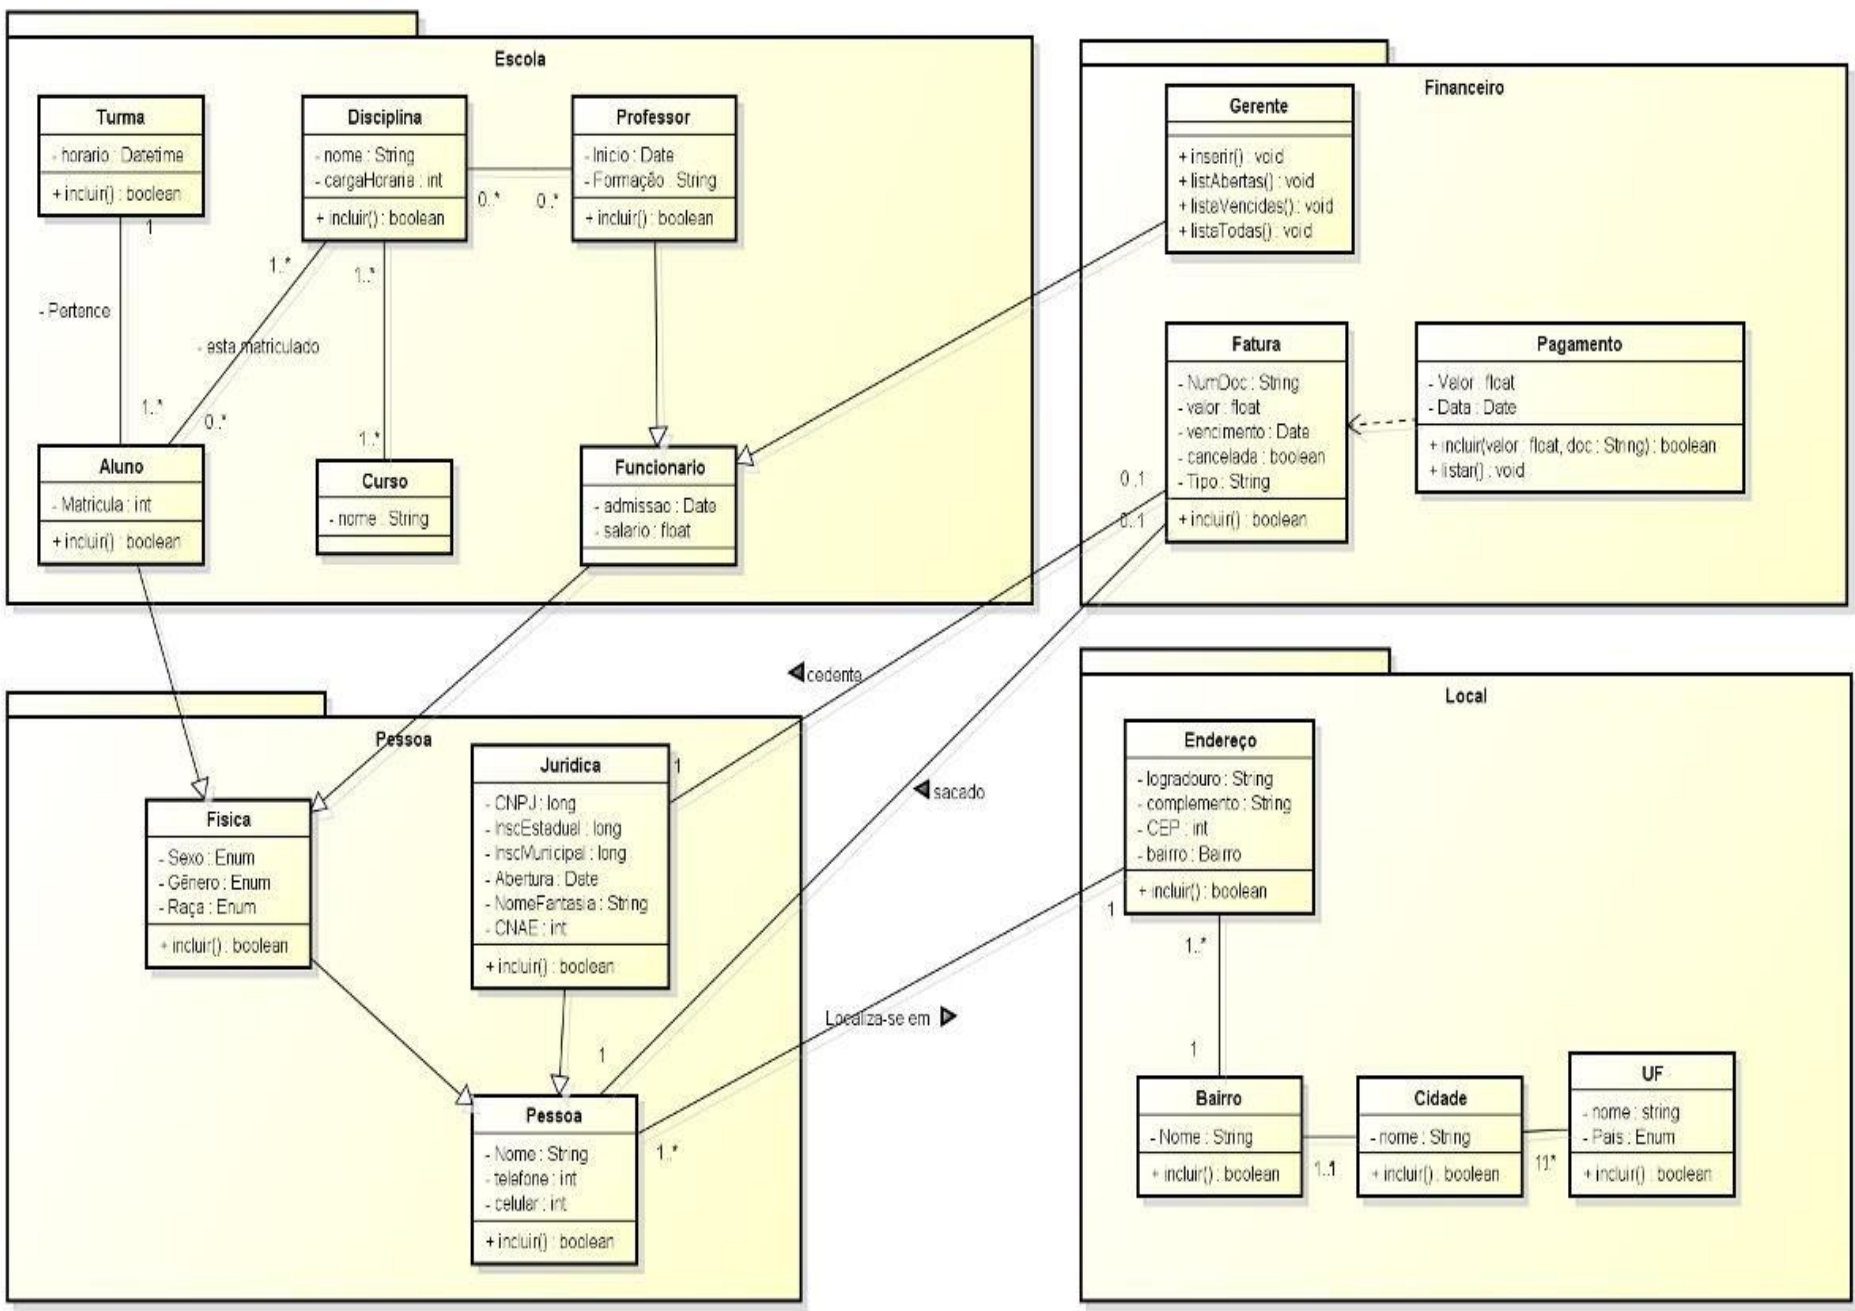 Escola
Turma
- horario : Datetime
+ incluir() : boolean
Disciplina
- nome : String
- cargaHoraria : int
+ incluir() : boolean
Professor
- Inicio : Date
- Formação : String
+ incluir() : boolean
0..*
0..*
1
- Pertence
1..*
1..*
- esta matriculado
0..*
1..*
1..*
Aluno
- Matricula : int
+ incluir() : boolean
Curso
- nome : String
Funcionario
- admissao : Date
- salario : float
Financeiro
Gerente
+ inserir() : void
+ listAbertas() : void
+ listaVencidas() : void
+ listaTodas() : void
Fatura
- NumDoc : String
- valor : float
- vencimento : Date
- cancelada : boolean
- Tipo : String
+ incluir() : boolean
Pagamento
- Valor : float
- Data : Date
+ incluir(valor : float, doc : String) : boolean
+ listar() : void
0..1
0..1
cedente
sacado
Pessoa
Juridica
- CNPJ : long
- InscEstadual : long
- InscMunicipal : long
- Abertura : Date
- NomeFantasia : String
- CNAE : int
+ incluir() : boolean
1
Fisica
- Sexo : Enum
- Gênero : Enum
- Raça : Enum
+ incluir() : boolean
1
Pessoa
- Nome : String
- telefone : int
- celular : int
+ incluir() : boolean
1..*
Localiza-se em
Local
Endereço
- logradouro : String
- complemento : String
- CEP : int
- bairro : Bairro
+ incluir() : boolean
1
1..*
1
Bairro
- Nome : String
+ incluir() : boolean
Cidade
- nome : String
+ incluir() : boolean
UF
- nome : string
- Pais : Enum
+ incluir() : boolean